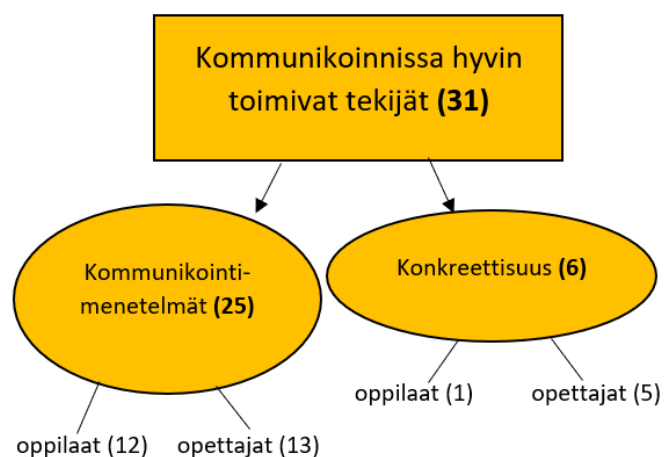 Kommunikoinnissa hyvin
toimivat tekijät (31)
Kommunikointi-
menetelmät (25)
Konkreettisuus (6)
oppilaat (1)
opettajat (5)
oppilaat (12)
opettajat (13)